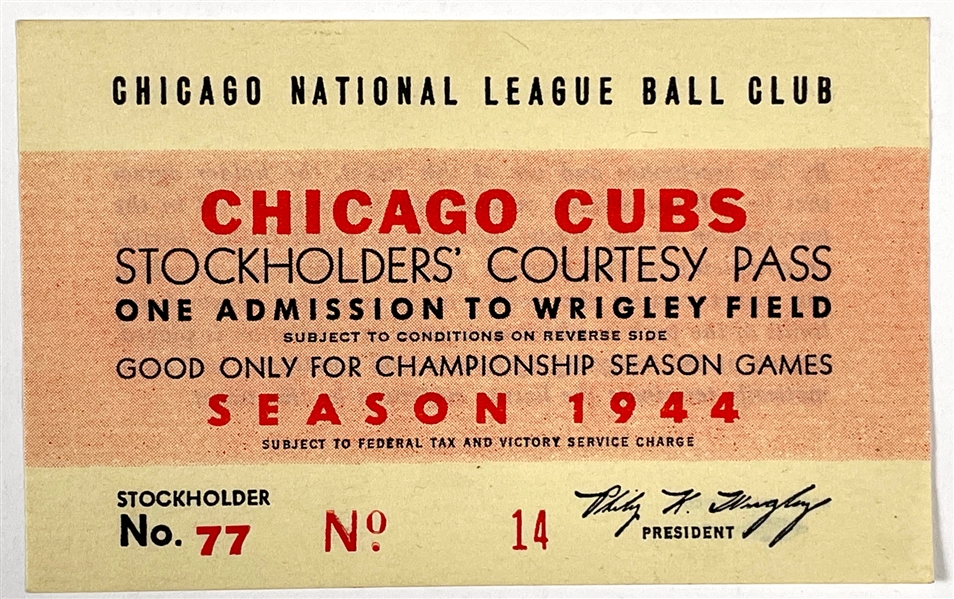 CHICAGO NATIONAL LEAGUE BALL CLUB
CHICAGO CUBS
STOCKHOLDERS' COURTESY PASS
ONE ADMISSION TO WRIGLEY FIELD
SUBJECT TO CONDITIONS ON REVERSE SIDE
GOOD ONLY FOR CHAMPIONSHIP SEASON GAMES
SEASON 1944
SUBJECT TO FEDERAL TAX AND VICTORY SERVICE CHARGE
STOCKHOLDER
No. 77 Nº 14
Philip K. Wrigley
PRESIDENT